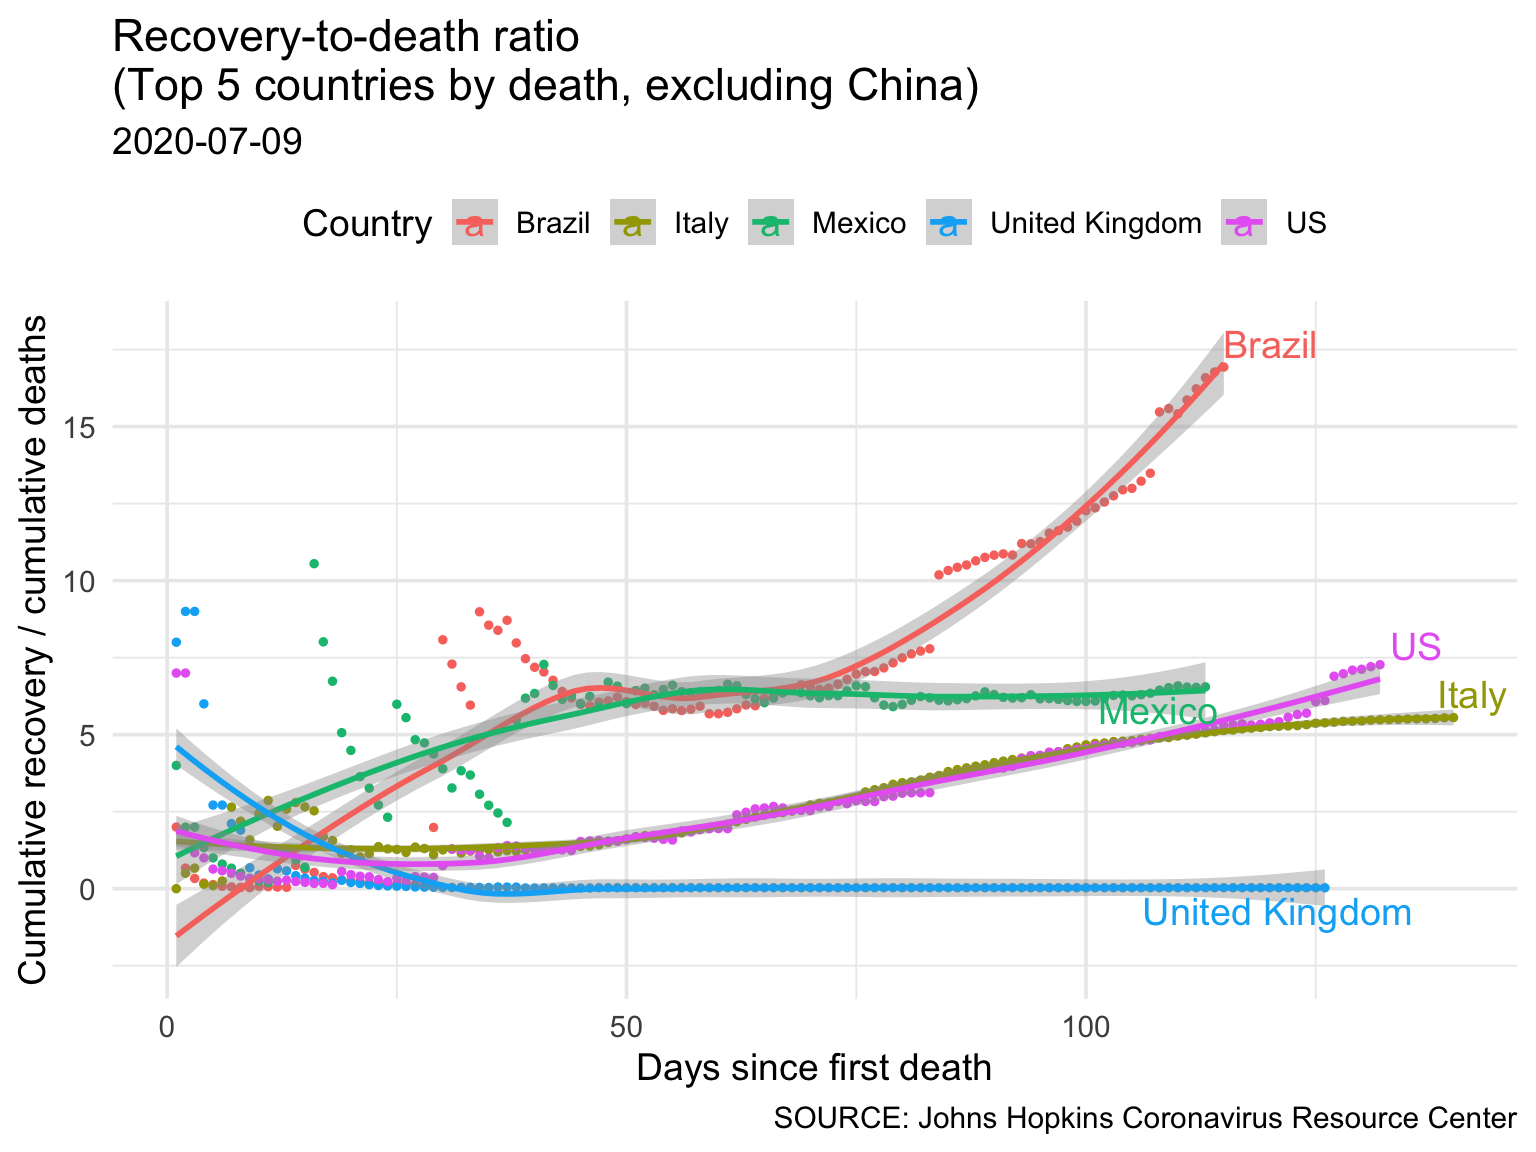 Recovery-to-death ratio
(Top 5 countries by death, excluding China)
2020-07-09
Country a Brazil a Italy a Mexico a United Kingdom a US
Cumulative recovery / cumulative deaths
15
10
5
0
Brazil
US
Italy
Mexico
United Kingdom
0 50 100
Days since first death
SOURCE: Johns Hopkins Coronavirus Resource Center